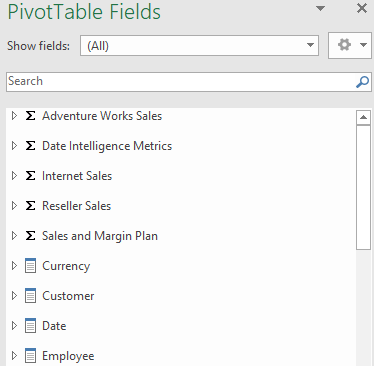 PivotTable Fields
Show fields: (All)
Search
Σ Adventure Works Sales
Σ Date Intelligence Metrics
Σ Internet Sales
Σ Reseller Sales
Σ Sales and Margin Plan
Currency
Customer
Date
Employee